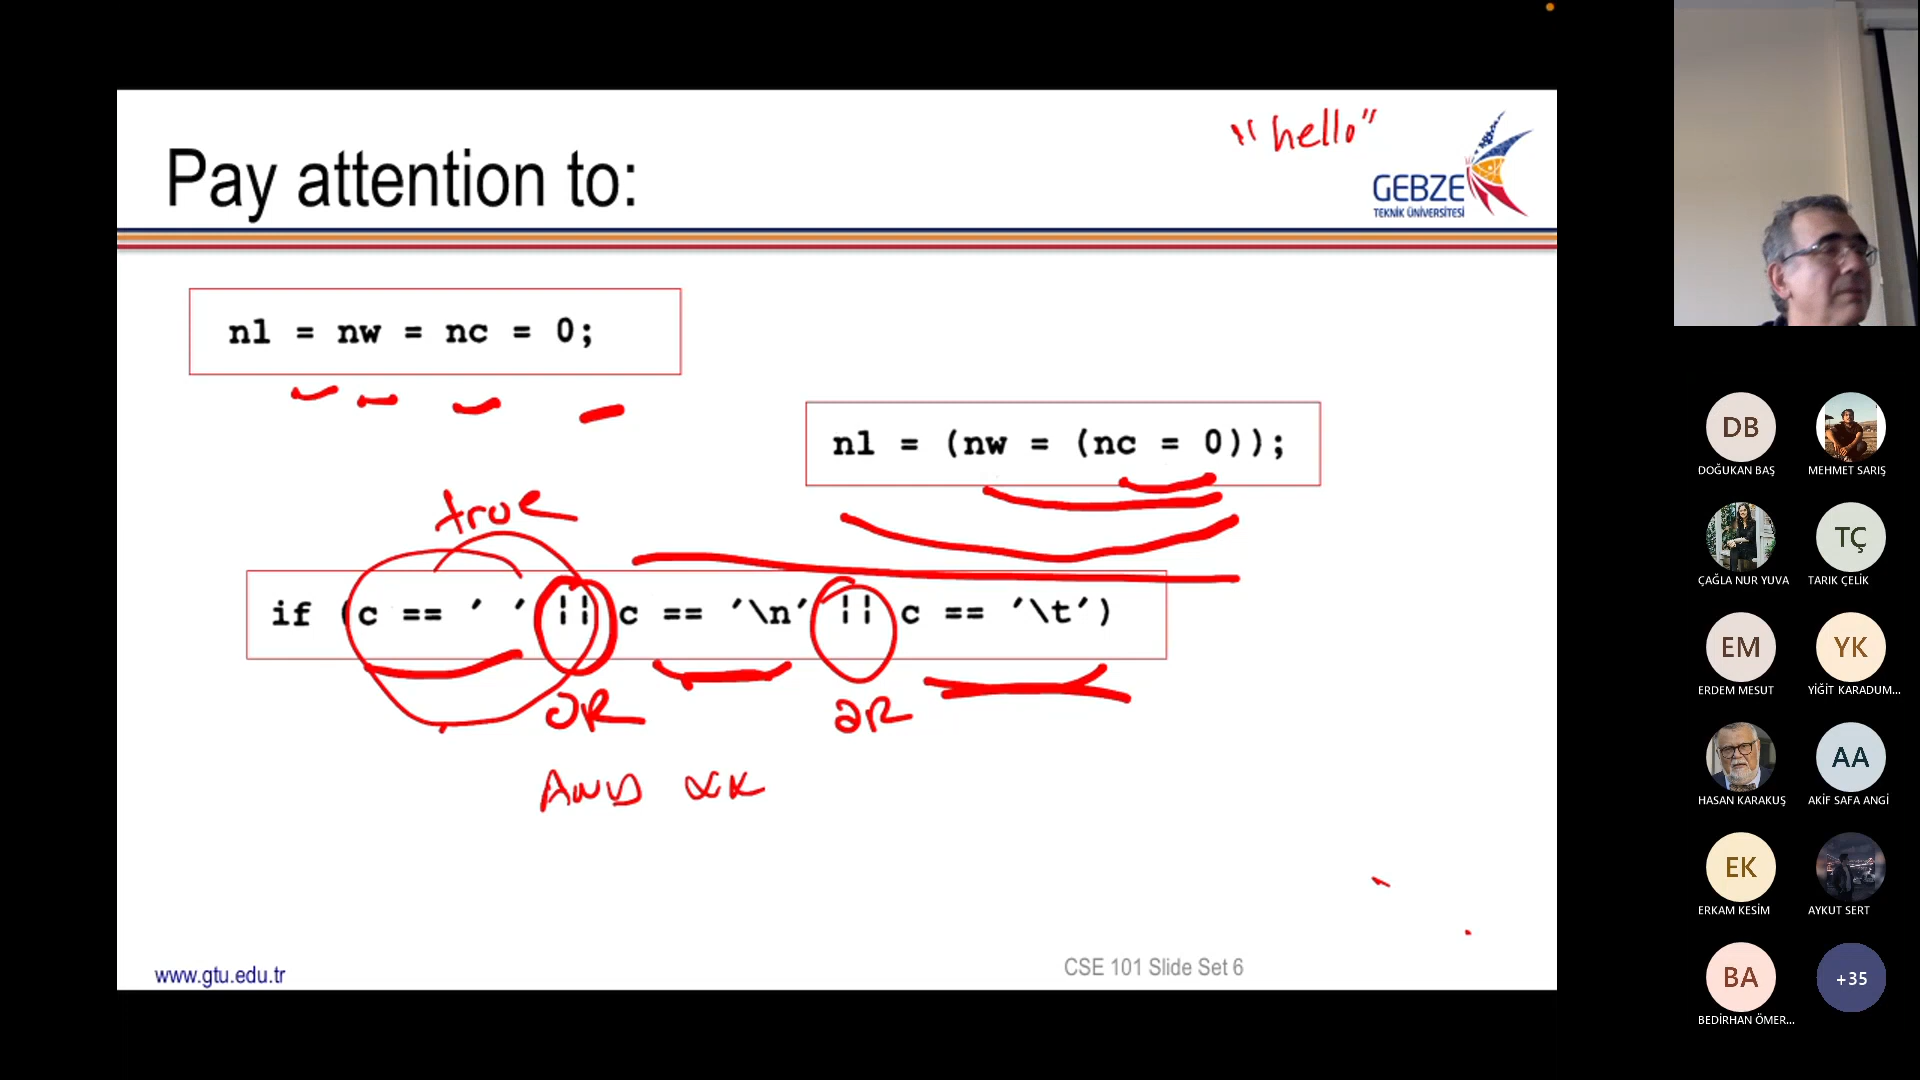 "hello"
Pay attention to:
GEBZE
TEKNİK ÜNİVERSİTESİ
nl = nw = nc = 0;
nl = (nw = (nc = 0));
true
if (c == ' ' || c == '\n' || c == '\t')
OR OR
AND &&
www.gtu.edu.tr
CSE 101 Slide Set 6
DB
DOĞUKAN BAŞ
MEHMET SARIŞ
ÇAĞLA NUR YUVA
TÇ
TARIK ÇELİK
EM
ERDEM MESUT
YK
YİĞİT KARADUM...
HASAN KARAKUŞ
AA
AKİF SAFA ANGİ
EK
ERKAM KESİM
AYKUT SERT
BA
BEDİRHAN ÖMER...
+35